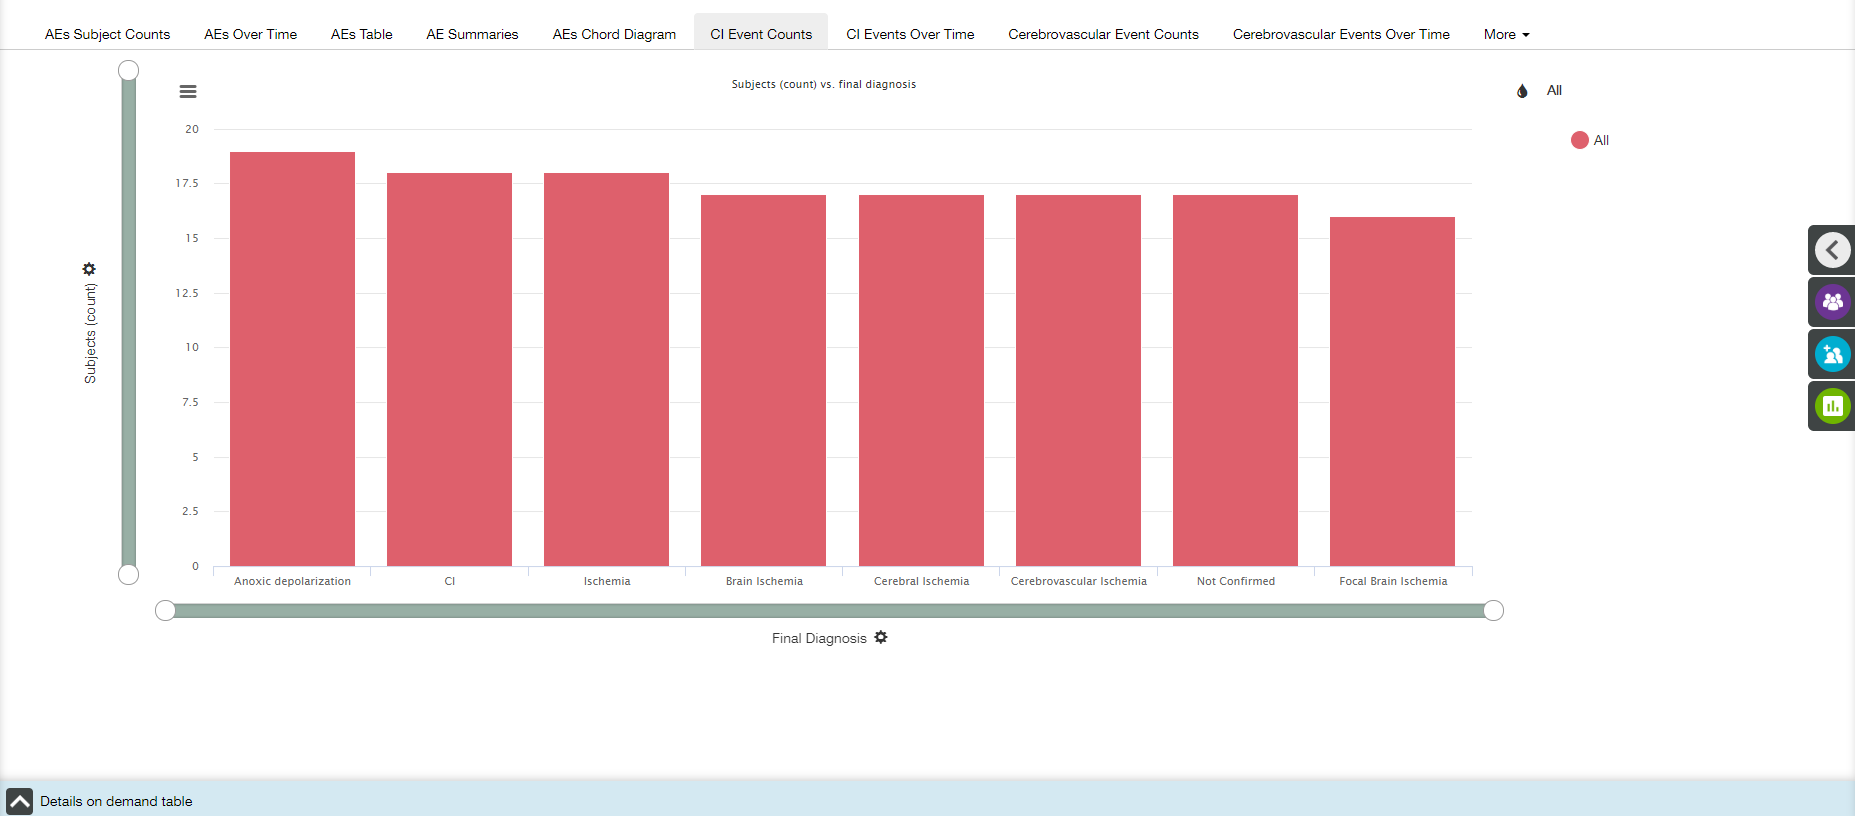 AEs Subject Counts
AEs Over Time
AEs Table
AE Summaries
AEs Chord Diagram
CI Event Counts
CI Events Over Time
Cerebrovascular Event Counts
Cerebrovascular Events Over Time
More
Subjects (count) vs. final diagnosis
All
All
Subjects (count)
20
17.5
15
12.5
10
7.5
5
2.5
0
Anoxic depolarization
CI
Ischemia
Brain Ischemia
Cerebral Ischemia
Cerebrovascular Ischemia
Not Confirmed
Focal Brain Ischemia
Final Diagnosis
Details on demand table